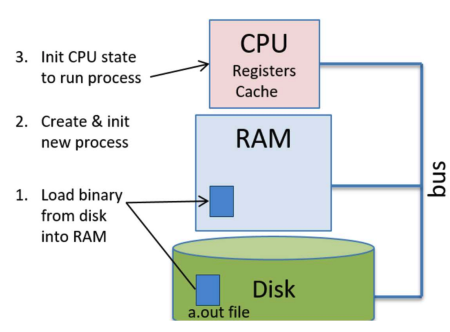 3. Init CPU state
to run process
2. Create & init
new process
1. Load binary
from disk
into RAM
CPU
Registers
Cache
RAM
Disk
a.out file
bus